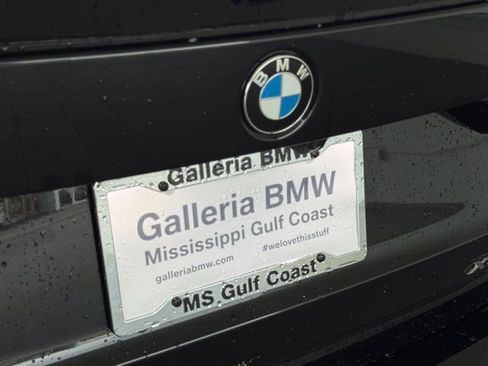 BMW
Galleria BMW
Galleria BMW
Mississippi Gulf Coast
galleriabmw.com #welovethisstuff
MS Gulf Coast